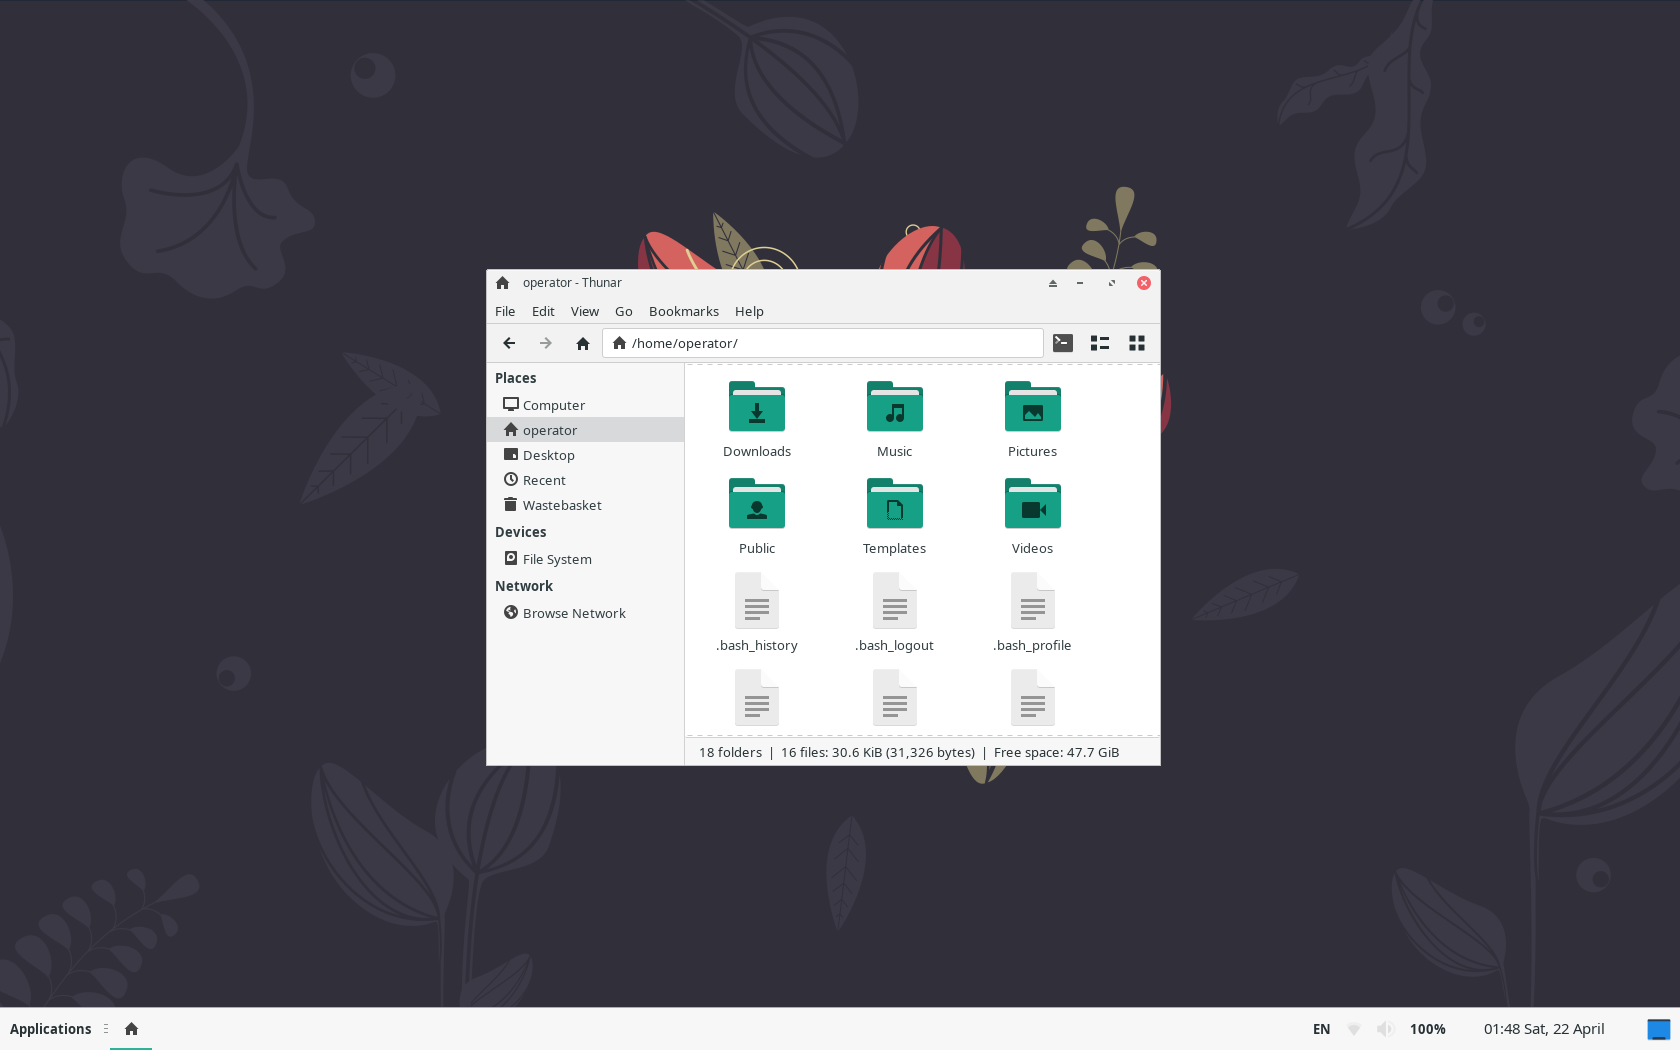 operator - Thunar
File Edit View Go Bookmarks Help
/home/operator/
Places
Computer
operator
Desktop
Recent
Wastebasket
Devices
File System
Network
Browse Network
Downloads Music Pictures
Public Templates Videos
.bash_history .bash_logout .bash_profile
18 folders | 16 files: 30.6 KiB (31,326 bytes) | Free space: 47.7 GiB
Applications EN 100% 01:48 Sat, 22 April